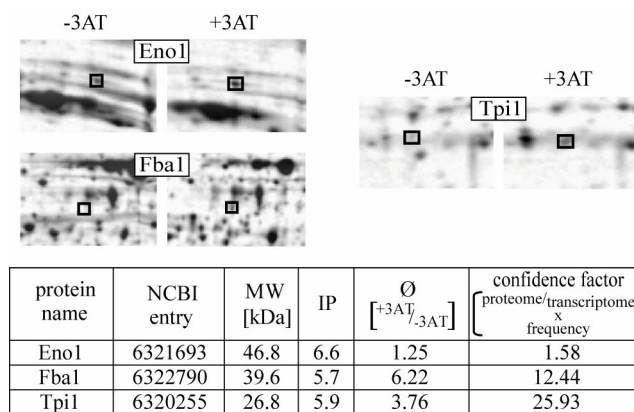 -3AT +3AT
Eno1
-3AT +3AT
Tpi1
Fba1
protein name NCBI entry MW [kDa] IP Ø [+3AT/-3AT] confidence factor ( proteome/transcriptome x frequency
Eno1 6321693 46.8 6.6 1.25 1.58
Fba1 6322790 39.6 5.7 6.22 12.44
Tpi1 6320255 26.8 5.9 3.76 25.93